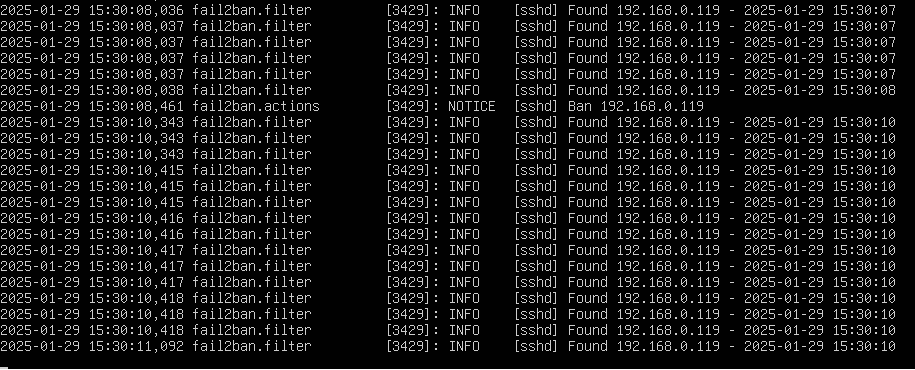 2025-01-29 15:30:08,036 fail2ban.filter [3429]: INFO [sshd] Found 192.168.0.119 - 2025-01-29 15:30:07
2025-01-29 15:30:08,037 fail2ban.filter [3429]: INFO [sshd] Found 192.168.0.119 - 2025-01-29 15:30:07
2025-01-29 15:30:08,037 fail2ban.filter [3429]: INFO [sshd] Found 192.168.0.119 - 2025-01-29 15:30:07
2025-01-29 15:30:08,037 fail2ban.filter [3429]: INFO [sshd] Found 192.168.0.119 - 2025-01-29 15:30:07
2025-01-29 15:30:08,037 fail2ban.filter [3429]: INFO [sshd] Found 192.168.0.119 - 2025-01-29 15:30:07
2025-01-29 15:30:08,038 fail2ban.filter [3429]: INFO [sshd] Found 192.168.0.119 - 2025-01-29 15:30:08
2025-01-29 15:30:08,461 fail2ban.actions [3429]: NOTICE [sshd] Ban 192.168.0.119
2025-01-29 15:30:10,343 fail2ban.filter [3429]: INFO [sshd] Found 192.168.0.119 - 2025-01-29 15:30:10
2025-01-29 15:30:10,343 fail2ban.filter [3429]: INFO [sshd] Found 192.168.0.119 - 2025-01-29 15:30:10
2025-01-29 15:30:10,343 fail2ban.filter [3429]: INFO [sshd] Found 192.168.0.119 - 2025-01-29 15:30:10
2025-01-29 15:30:10,415 fail2ban.filter [3429]: INFO [sshd] Found 192.168.0.119 - 2025-01-29 15:30:10
2025-01-29 15:30:10,415 fail2ban.filter [3429]: INFO [sshd] Found 192.168.0.119 - 2025-01-29 15:30:10
2025-01-29 15:30:10,415 fail2ban.filter [3429]: INFO [sshd] Found 192.168.0.119 - 2025-01-29 15:30:10
2025-01-29 15:30:10,416 fail2ban.filter [3429]: INFO [sshd] Found 192.168.0.119 - 2025-01-29 15:30:10
2025-01-29 15:30:10,416 fail2ban.filter [3429]: INFO [sshd] Found 192.168.0.119 - 2025-01-29 15:30:10
2025-01-29 15:30:10,417 fail2ban.filter [3429]: INFO [sshd] Found 192.168.0.119 - 2025-01-29 15:30:10
2025-01-29 15:30:10,417 fail2ban.filter [3429]: INFO [sshd] Found 192.168.0.119 - 2025-01-29 15:30:10
2025-01-29 15:30:10,417 fail2ban.filter [3429]: INFO [sshd] Found 192.168.0.119 - 2025-01-29 15:30:10
2025-01-29 15:30:10,418 fail2ban.filter [3429]: INFO [sshd] Found 192.168.0.119 - 2025-01-29 15:30:10
2025-01-29 15:30:10,418 fail2ban.filter [3429]: INFO [sshd] Found 192.168.0.119 - 2025-01-29 15:30:10
2025-01-29 15:30:10,418 fail2ban.filter [3429]: INFO [sshd] Found 192.168.0.119 - 2025-01-29 15:30:10
2025-01-29 15:30:11,092 fail2ban.filter [3429]: INFO [sshd] Found 192.168.0.119 - 2025-01-29 15:30:10